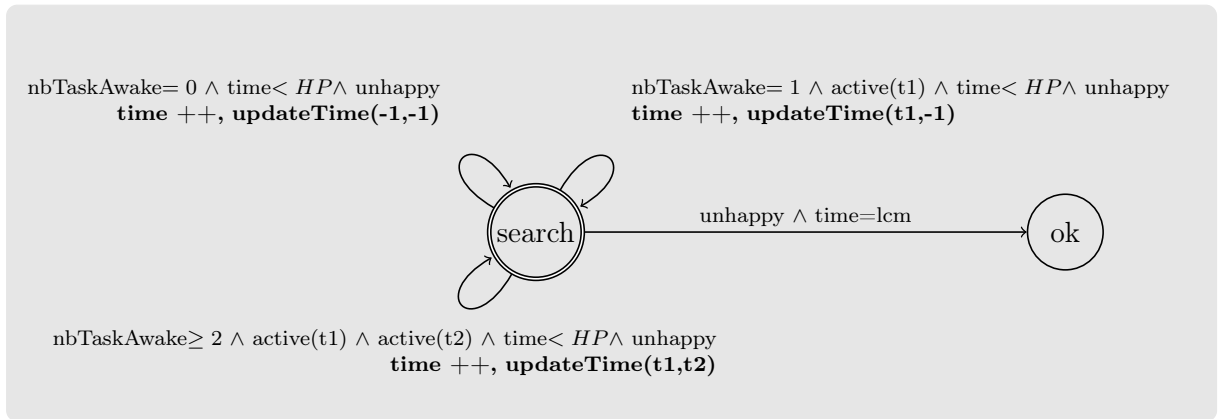 nbTaskAwake= 0 ∧ time< HP∧ unhappy
time ++, updateTime(-1,-1)
nbTaskAwake= 1 ∧ active(t1) ∧ time< HP∧ unhappy
time ++, updateTime(t1,-1)
unhappy ∧ time=lcm
search
ok
nbTaskAwake≥ 2 ∧ active(t1) ∧ active(t2) ∧ time< HP∧ unhappy
time ++, updateTime(t1,t2)